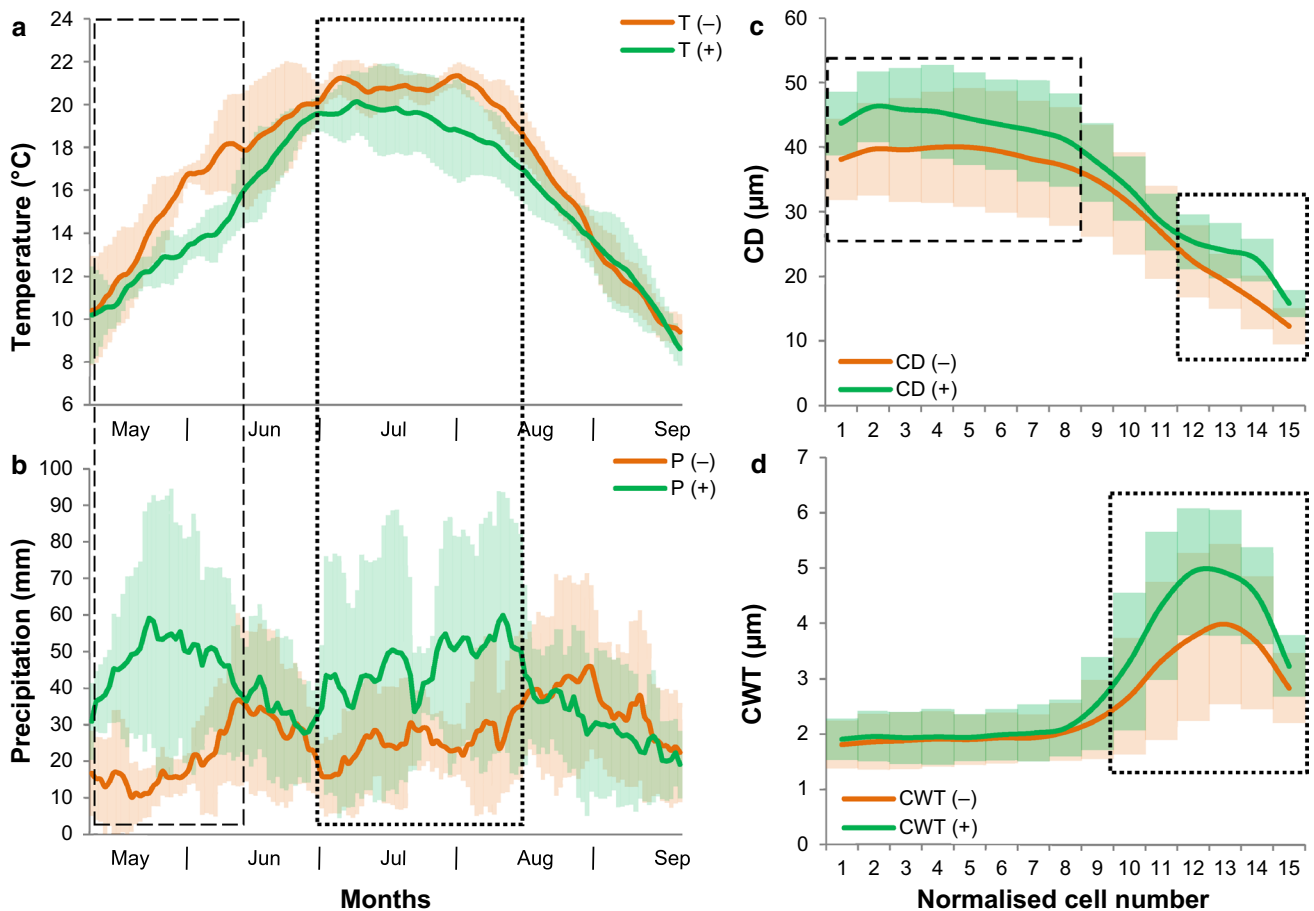 a
T (–)
T (+)
24
22
20
18
16
14
12
10
8
6
Temperature (°C)
May | Jun | Jul | Aug | Sep
b
P (–)
P (+)
100
90
80
70
60
50
40
30
20
10
0
Precipitation (mm)
May | Jun | Jul | Aug | Sep
Months
c
60
50
40
30
20
10
0
CD (µm)
CD (–)
CD (+)
1 2 3 4 5 6 7 8 9 10 11 12 13 14 15
d
7
6
5
4
3
2
1
0
CWT (µm)
CWT (–)
CWT (+)
1 2 3 4 5 6 7 8 9 10 11 12 13 14 15
Normalised cell number